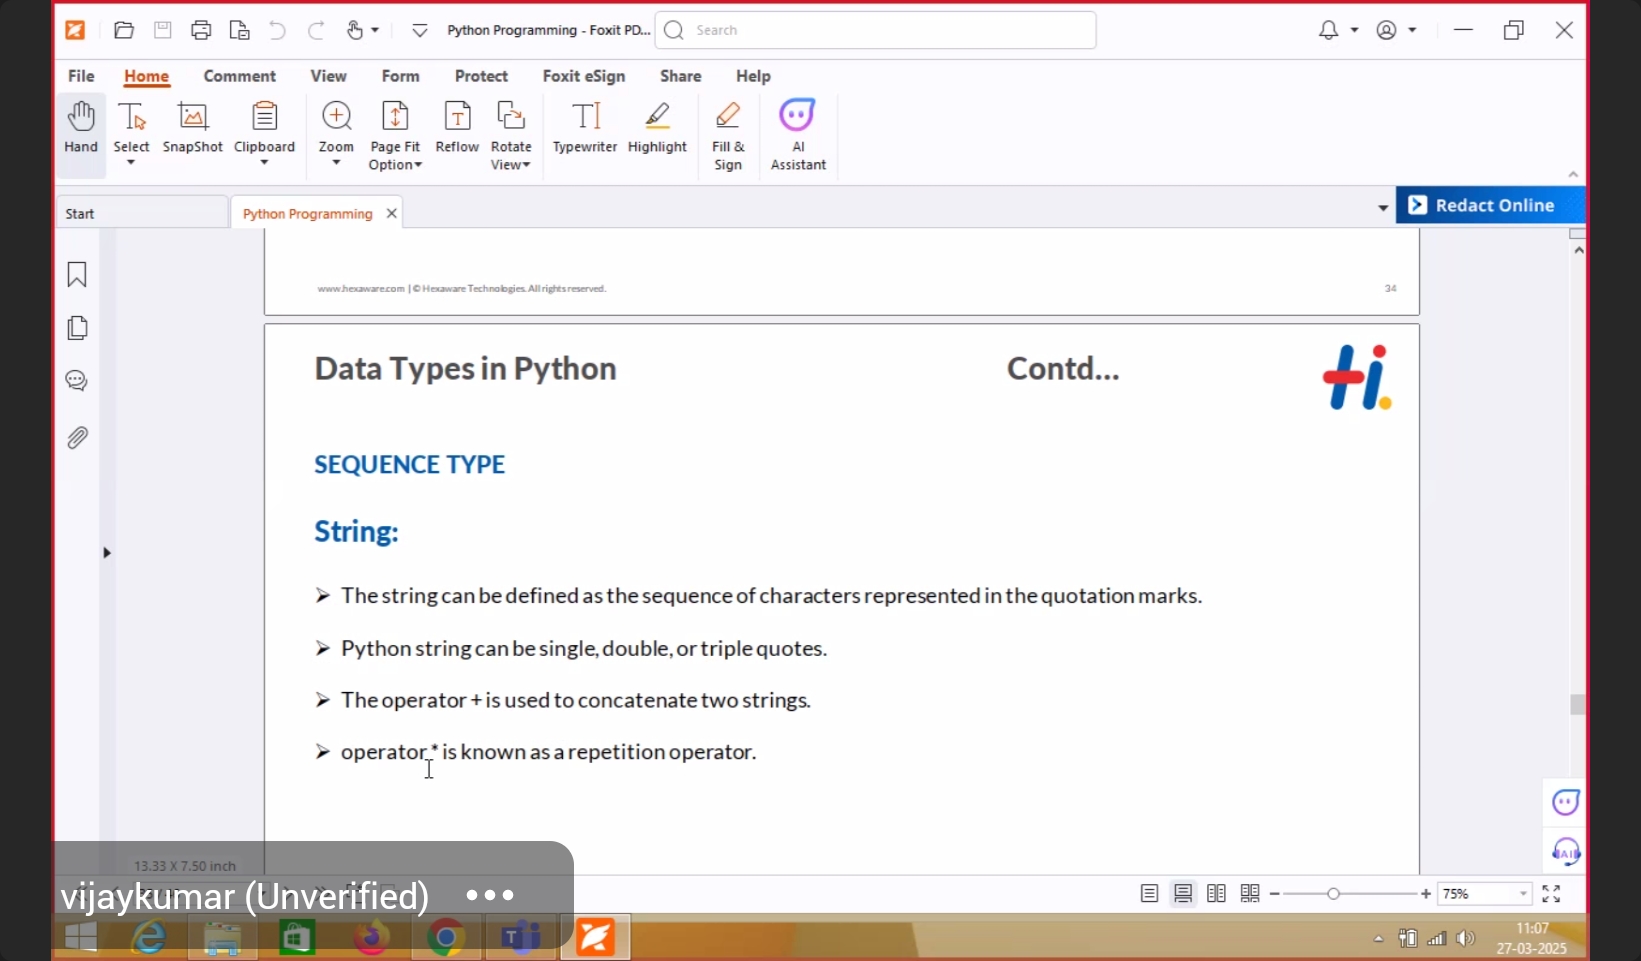 Python Programming - Foxit PD...
Search
File Home Comment View Form Protect Foxit eSign Share Help
Hand Select SnapShot Clipboard Zoom Page Fit Option Reflow Rotate View Typewriter Highlight Fill & Sign AI Assistant
Start
Python Programming
Redact Online
www.hexaware.com | © Hexaware Technologies. All rights reserved.
34
Data Types in Python
Contd...
Hi.
SEQUENCE TYPE
String:
➤ The string can be defined as the sequence of characters represented in the quotation marks.
➤ Python string can be single, double, or triple quotes.
➤ The operator + is used to concatenate two strings.
➤ operator * is known as a repetition operator.
AI
13.33 X 7.50 inch
vijaykumar (Unverified) •••
75%
11:07
27-03-2025